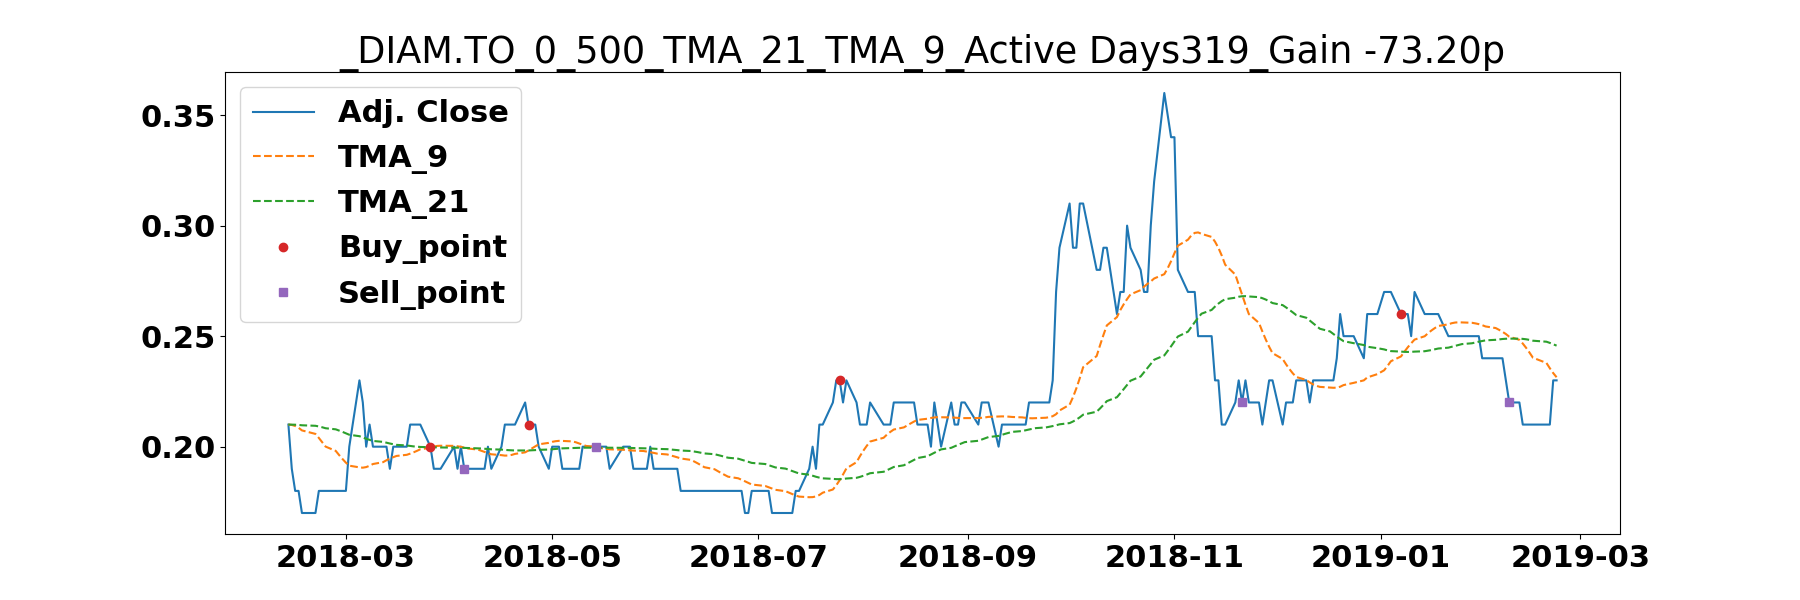 _DIAM.TO_0_500_TMA_21_TMA_9_Active Days319_Gain -73.20p
Adj. Close
TMA_9
TMA_21
Buy_point
Sell_point
0.35
0.30
0.25
0.20
2018-03 2018-05 2018-07 2018-09 2018-11 2019-01 2019-03